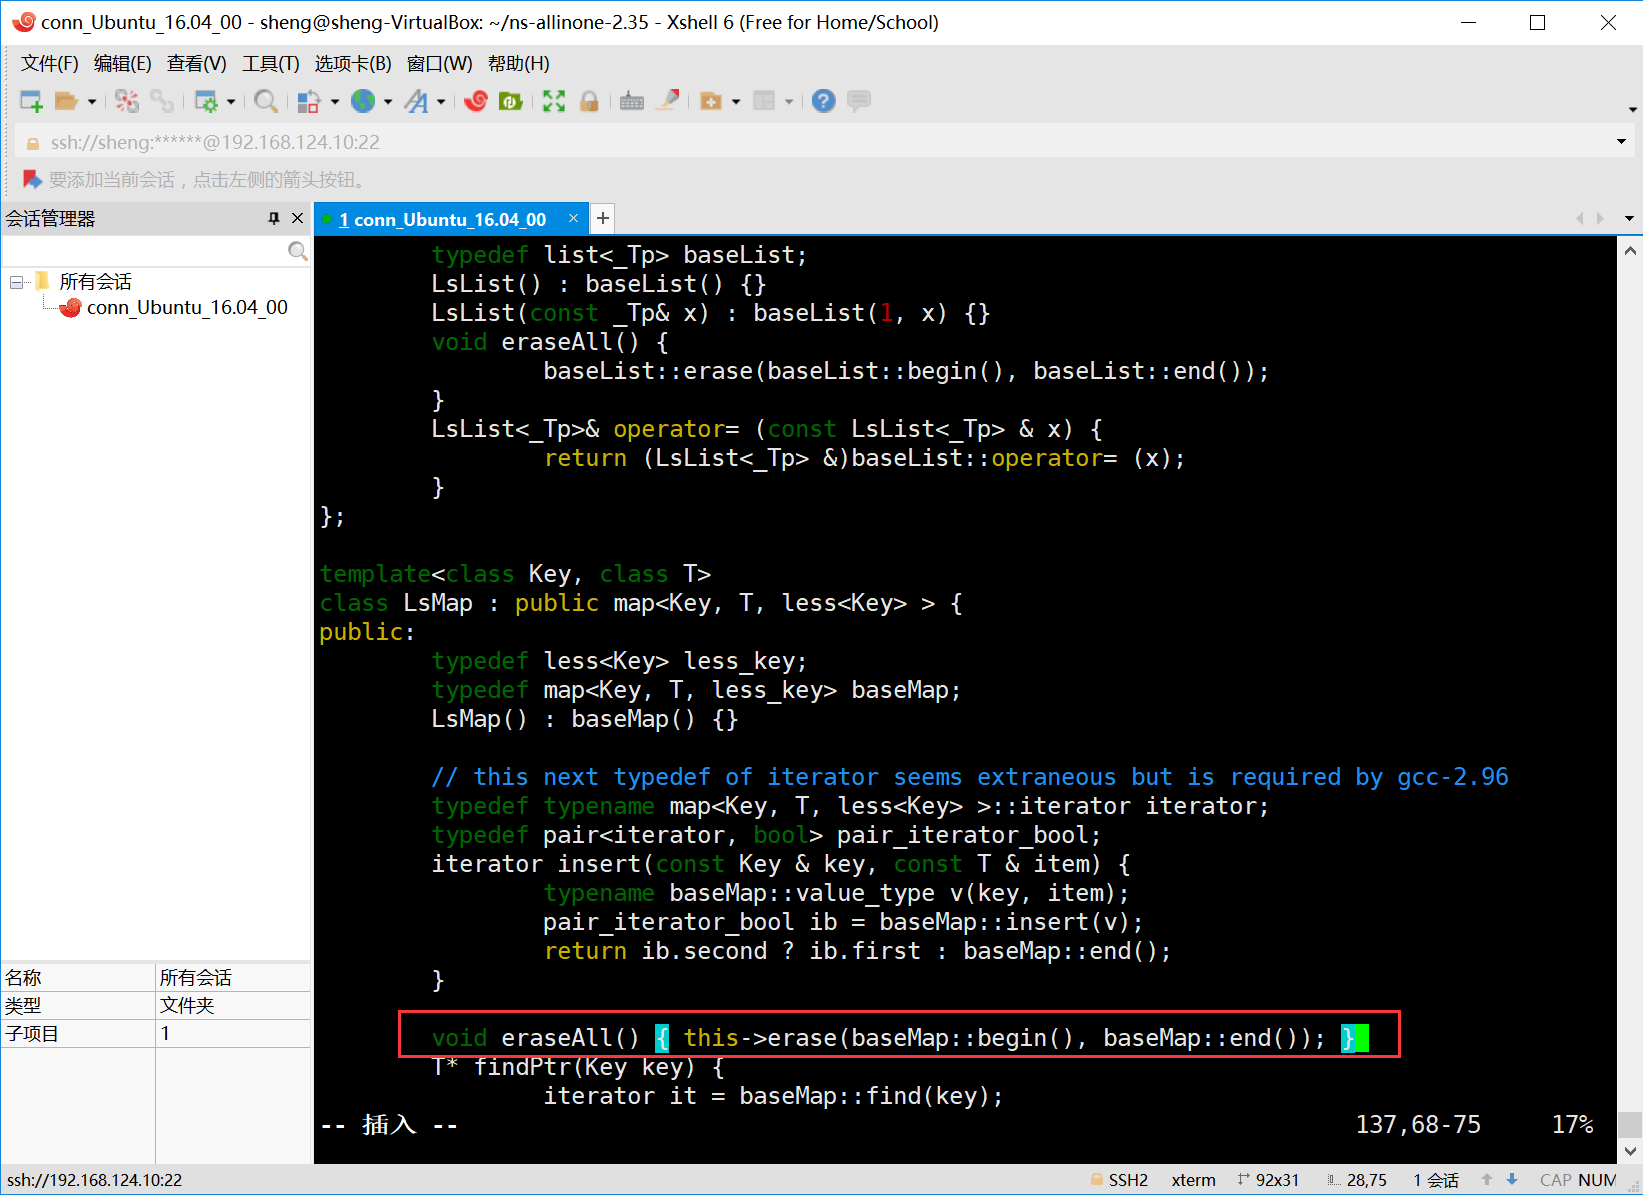 conn_Ubuntu_16.04_00 - sheng@sheng-VirtualBox: ~/ns-allinone-2.35 - Xshell 6 (Free for Home/School)
文件(F) 编辑(E) 查看(V) 工具(T) 选项卡(B) 窗口(W) 帮助(H)
ssh://sheng:******@192.168.124.10:22
要添加当前会话，点击左侧的箭头按钮。
会话管理器
1 conn_Ubuntu_16.04_00
所有会话
conn_Ubuntu_16.04_00
typedef list<_Tp> baseList;
LsList() : baseList() {}
LsList(const _Tp& x) : baseList(1, x) {}
void eraseAll() {
baseList::erase(baseList::begin(), baseList::end());
}
LsList<_Tp>& operator= (const LsList<_Tp> & x) {
return (LsList<_Tp> &)baseList::operator= (x);
}
};
template<class Key, class T>
class LsMap : public map<Key, T, less<Key> > {
public:
typedef less<Key> less_key;
typedef map<Key, T, less_key> baseMap;
LsMap() : baseMap() {}
// this next typedef of iterator seems extraneous but is required by gcc-2.96
typedef typename map<Key, T, less<Key> >::iterator iterator;
typedef pair<iterator, bool> pair_iterator_bool;
iterator insert(const Key & key, const T & item) {
typename baseMap::value_type v(key, item);
pair_iterator_bool ib = baseMap::insert(v);
return ib.second ? ib.first : baseMap::end();
}
void eraseAll() { this->erase(baseMap::begin(), baseMap::end()); }
T* findPtr(Key key) {
iterator it = baseMap::find(key);
-- 插入 -- 137,68-75 17%
名称 所有会话
类型 文件夹
子项目 1
ssh://192.168.124.10:22 SSH2 xterm 92x31 28,75 1 会话 CAP NUM